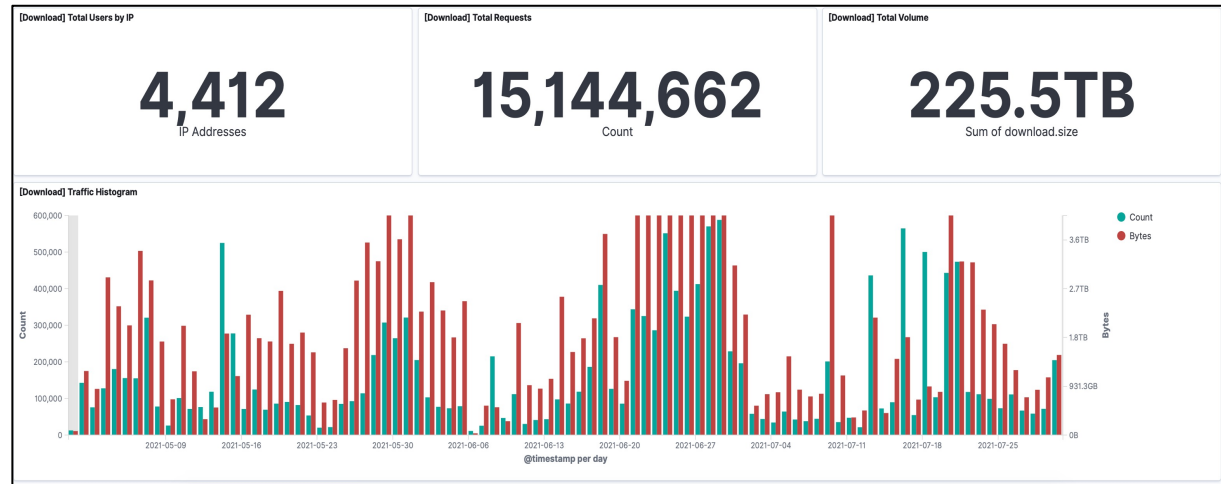 [Download] Total Users by IP
4,412
IP Addresses
[Download] Total Requests
15,144,662
Count
[Download] Total Volume
225.5TB
Sum of download.size
[Download] Traffic Histogram
600,000
500,000
400,000
300,000
200,000
100,000
0
Count
3.6TB
2.7TB
1.8TB
931.3GB
0B
Bytes
2021-05-09
2021-05-16
2021-05-23
2021-05-30
2021-06-06
2021-06-13
2021-06-20
2021-06-27
2021-07-04
2021-07-11
2021-07-18
2021-07-25
@timestamp per day
Count
Bytes